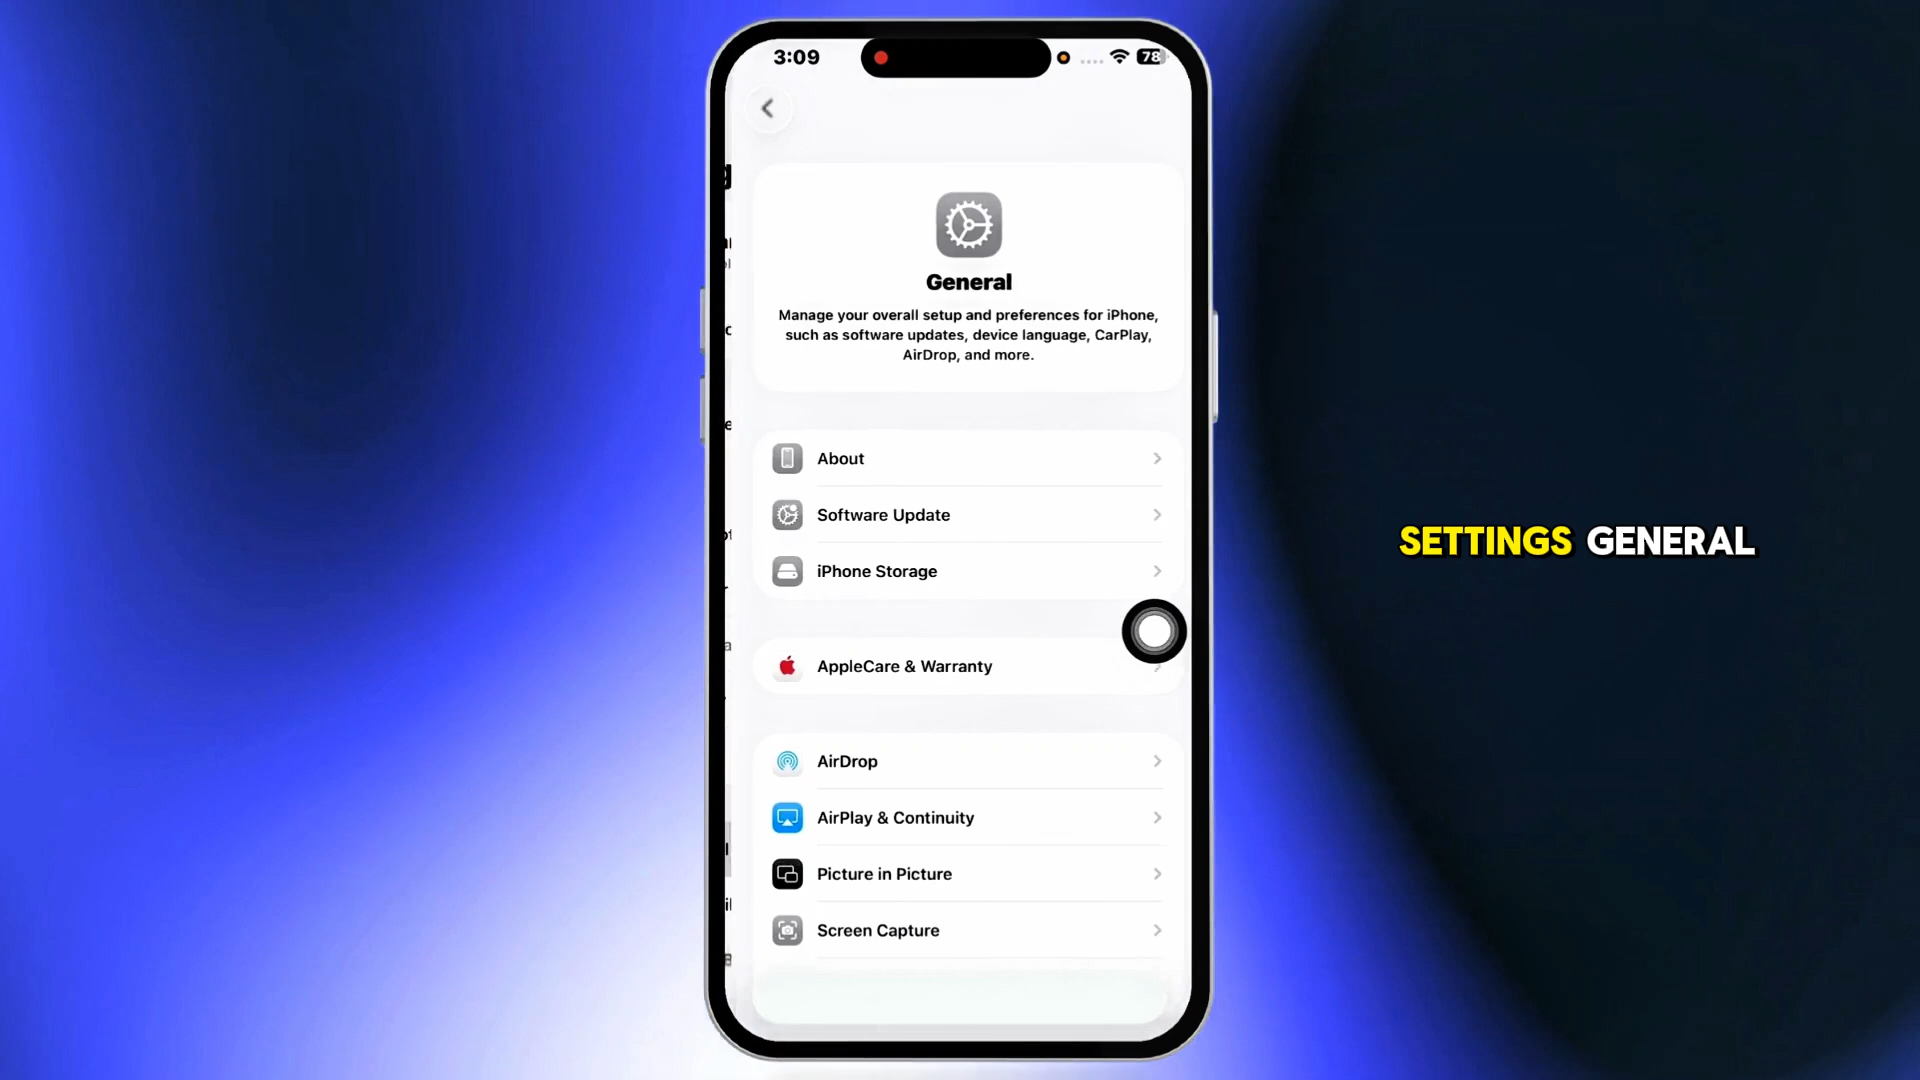 3:09
78
General
Manage your overall setup and preferences for iPhone,
such as software updates, device language, CarPlay,
AirDrop, and more.
About
Software Update
iPhone Storage
AppleCare & Warranty
AirDrop
AirPlay & Continuity
Picture in Picture
Screen Capture
SETTINGS GENERAL